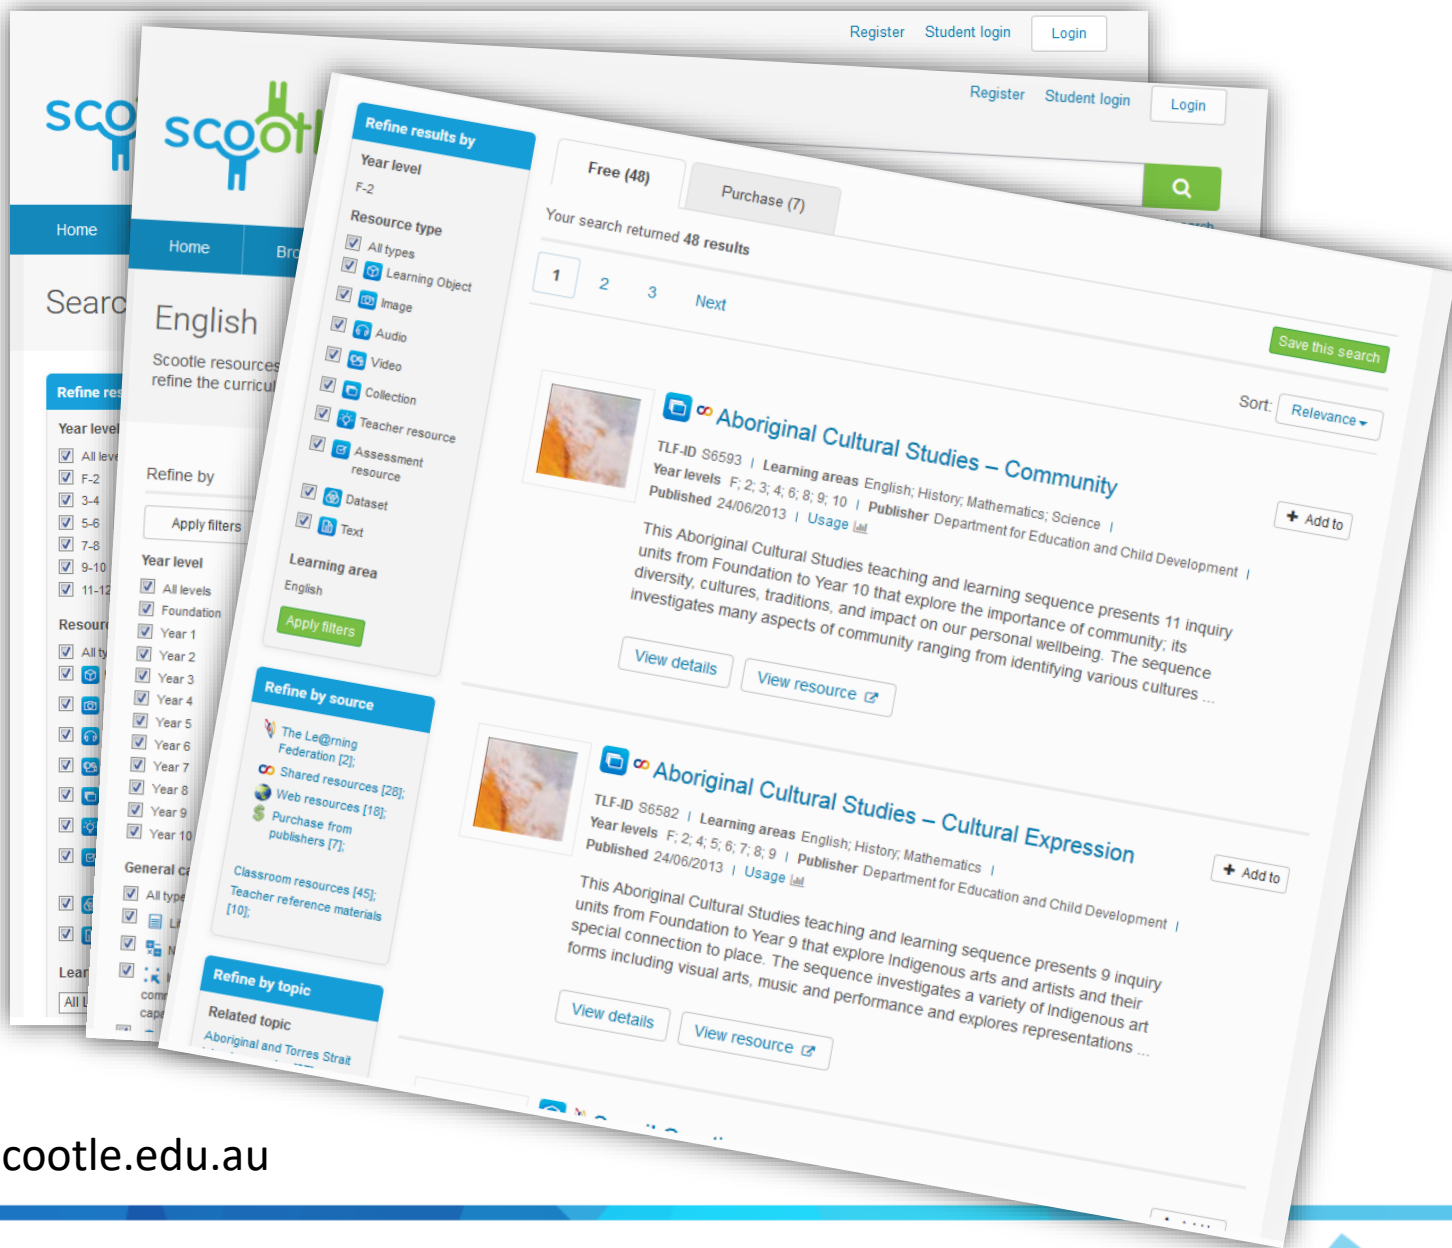 Register Student login Login
sco
Home
Searc
Refine res
Year level
All leve
F-2
3-4
5-6
7-8
9-10
11-12
Resour
All ty
Lear
All L
Register Student login Login
scootl
Home Bro
English
Scootle resources
refine the curricul
Refine by
Apply filters
Year level
All levels
Foundation
Year 1
Year 2
Year 3
Year 4
Year 5
Year 6
Year 7
Year 8
Year 9
Year 10
General ca
All type
Li
N
comm
capa
Refine results by
Year level
F-2
Resource type
All types
Learning Object
Image
Audio
Video
Collection
Teacher resource
Assessment
resource
Dataset
Text
Learning area
English
Apply filters
Refine by source
The Le@rning
Federation [2];
Shared resources [28];
Web resources [18];
Purchase from
publishers [7];
Classroom resources [45];
Teacher reference materials
[10];
Refine by topic
Related topic
Aboriginal and Torres Strait
Free (48) Purchase (7)
Your search returned 48 results
1 2 3 Next
Save this search
Sort: Relevance
Aboriginal Cultural Studies – Community
TLF-ID S6593 | Learning areas English; History; Mathematics; Science |
Year levels F; 2; 3; 4; 6; 8; 9; 10 | Publisher Department for Education and Child Development |
Published 24/06/2013 | Usage
+ Add to
This Aboriginal Cultural Studies teaching and learning sequence presents 11 inquiry
units from Foundation to Year 10 that explore the importance of community; its
diversity, cultures, traditions, and impact on our personal wellbeing. The sequence
investigates many aspects of community ranging from identifying various cultures ...
View details View resource
Aboriginal Cultural Studies – Cultural Expression
TLF-ID S6582 | Learning areas English; History; Mathematics |
Year levels F; 2; 4; 5; 6; 7; 8; 9 | Publisher Department for Education and Child Development |
Published 24/06/2013 | Usage
+ Add to
This Aboriginal Cultural Studies teaching and learning sequence presents 9 inquiry
units from Foundation to Year 9 that explore Indigenous arts and artists and their
special connection to place. The sequence investigates a variety of Indigenous art
forms including visual arts, music and performance and explores representations ...
View details View resource
cootle.edu.au